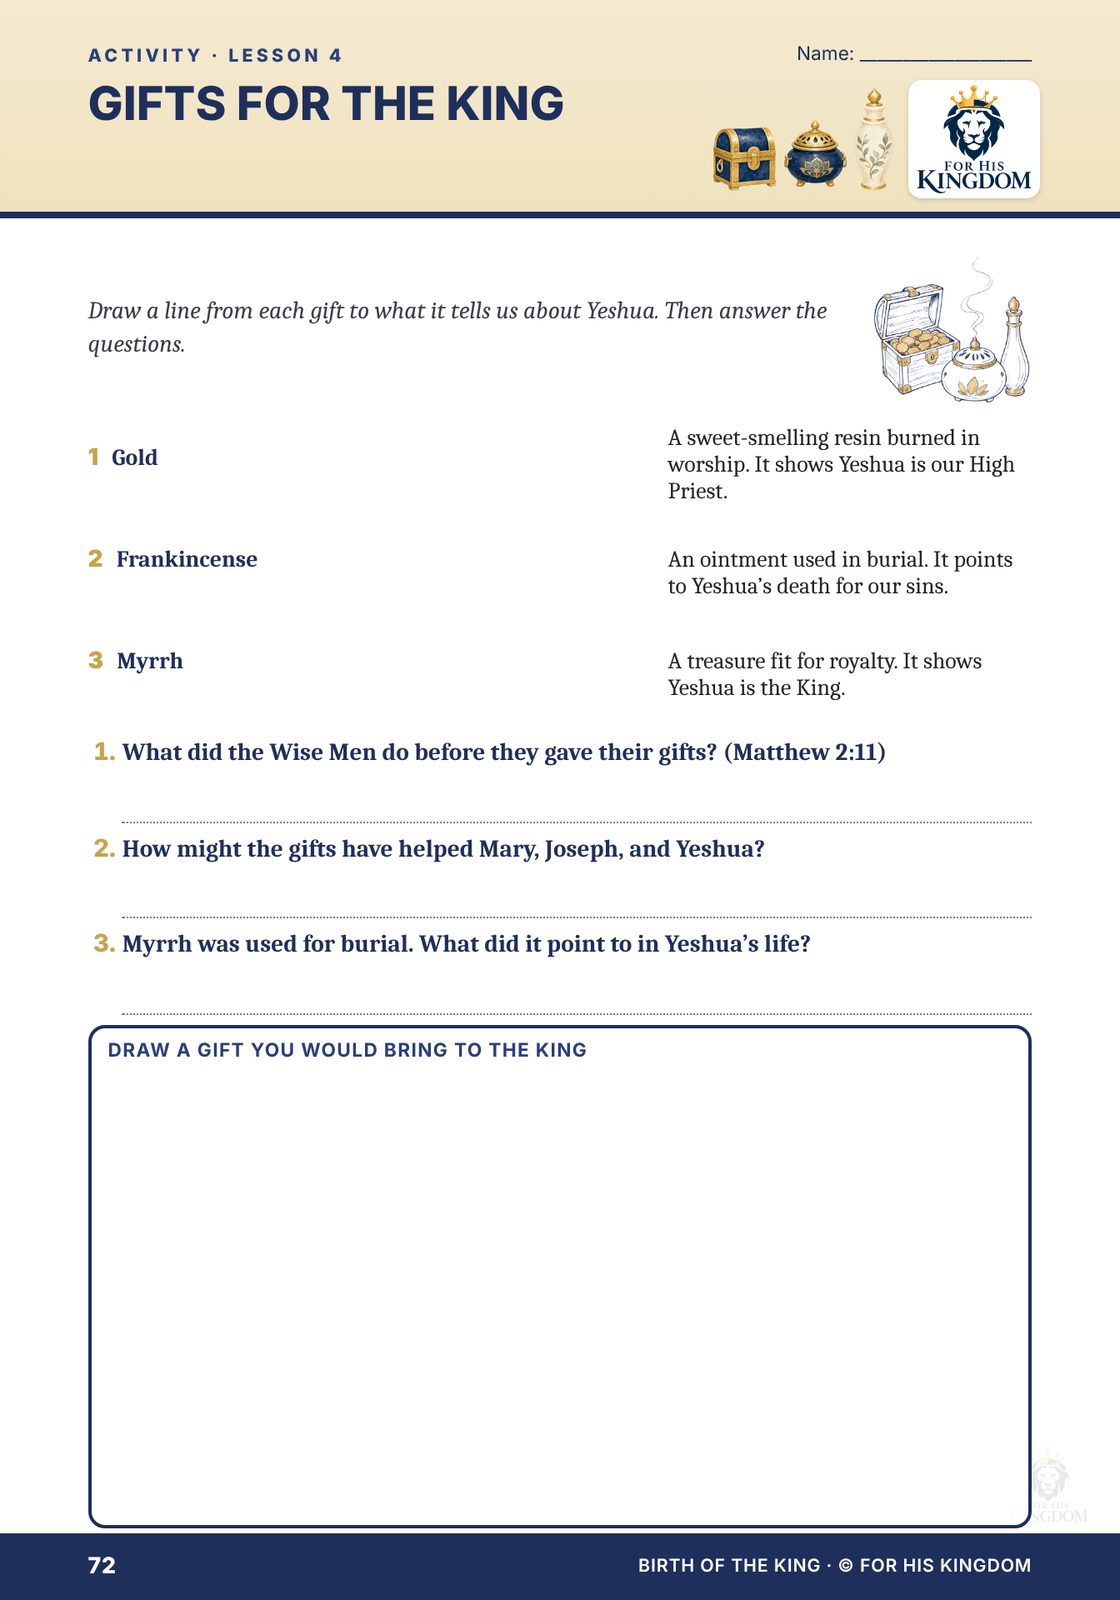 ACTIVITY · LESSON 4
Name: ____________________
GIFTS FOR THE KING
FOR HIS
KINGDOM
Draw a line from each gift to what it tells us about Yeshua. Then answer the
questions.
1 Gold
A sweet-smelling resin burned in
worship. It shows Yeshua is our High
Priest.
2 Frankincense
An ointment used in burial. It points
to Yeshua’s death for our sins.
3 Myrrh
A treasure fit for royalty. It shows
Yeshua is the King.
1. What did the Wise Men do before they gave their gifts? (Matthew 2:11)
2. How might the gifts have helped Mary, Joseph, and Yeshua?
3. Myrrh was used for burial. What did it point to in Yeshua’s life?
DRAW A GIFT YOU WOULD BRING TO THE KING
FOR HIS
KINGDOM
72
BIRTH OF THE KING · © FOR HIS KINGDOM